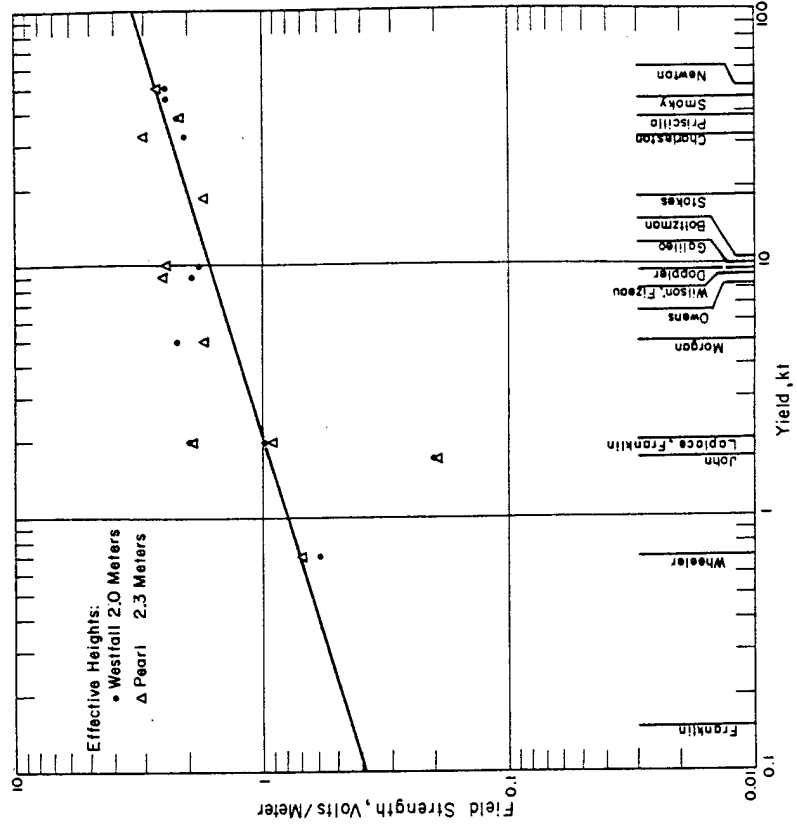 Effective Heights:
• Westfall 2.0 Meters
Δ Pearl 2.3 Meters
Field Strength, Volts/Meter
10
1
0.1
0.01
Franklin
Wheeler
John
Laplace, Franklin
Morgan
Owens
Wilson, Fizeau
Doppler
Galileo
Boltzman
Stokes
Charleston
Priscilla
Smoky
Newton
0.1
1
10
100
Yield, kt